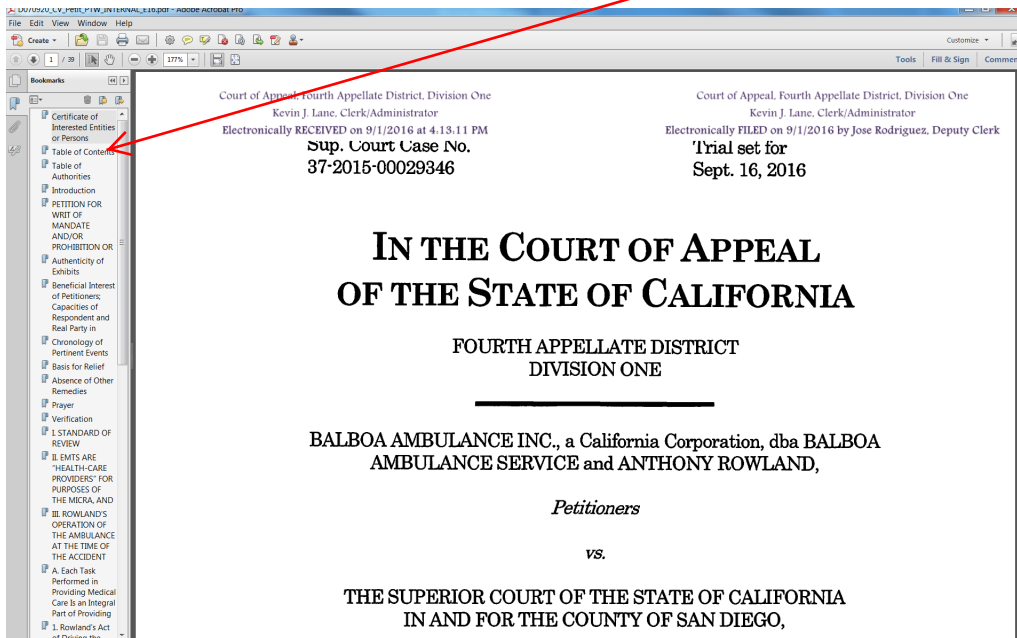 D070920_CV_Petit_PTW_INTERNAL_E16.pdf - Adobe Acrobat Pro
File Edit View Window Help
Create
Customize
1 / 39
177%
Tools Fill & Sign Commen
Bookmarks
Certificate of
Interested Entities
or Persons
Table of Contents
Table of
Authorities
Introduction
PETITION FOR
WRIT OF
MANDATE
AND/OR
PROHIBITION OR
Authenticity of
Exhibits
Beneficial Interest
of Petitioners;
Capacities of
Respondent and
Real Party in
Chronology of
Pertinent Events
Basis for Relief
Absence of Other
Remedies
Prayer
Verification
I. STANDARD OF
REVIEW
II. EMTS ARE
"HEALTH-CARE
PROVIDERS" FOR
PURPOSES OF
THE MICRA, AND
III. ROWLAND'S
OPERATION OF
THE AMBULANCE
AT THE TIME OF
THE ACCIDENT
A. Each Task
Performed in
Providing Medical
Care Is an Integral
Part of Providing
1. Rowland's Act
of Driving the
Court of Appeal, Fourth Appellate District, Division One
Kevin J. Lane, Clerk/Administrator
Electronically RECEIVED on 9/1/2016 at 4:13:11 PM
Court of Appeal, Fourth Appellate District, Division One
Kevin J. Lane, Clerk/Administrator
Electronically FILED on 9/1/2016 by Jose Rodriguez, Deputy Clerk
Sup. Court Case No.
37-2015-00029346
Trial set for
Sept. 16, 2016
IN THE COURT OF APPEAL
OF THE STATE OF CALIFORNIA
FOURTH APPELLATE DISTRICT
DIVISION ONE
BALBOA AMBULANCE INC., a California Corporation, dba BALBOA
AMBULANCE SERVICE and ANTHONY ROWLAND,
Petitioners
vs.
THE SUPERIOR COURT OF THE STATE OF CALIFORNIA
IN AND FOR THE COUNTY OF SAN DIEGO,